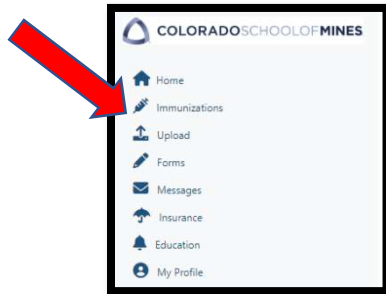 COLORADOSCHOOLOFMINES
Home
Immunizations
Upload
Forms
Messages
Insurance
Education
My Profile